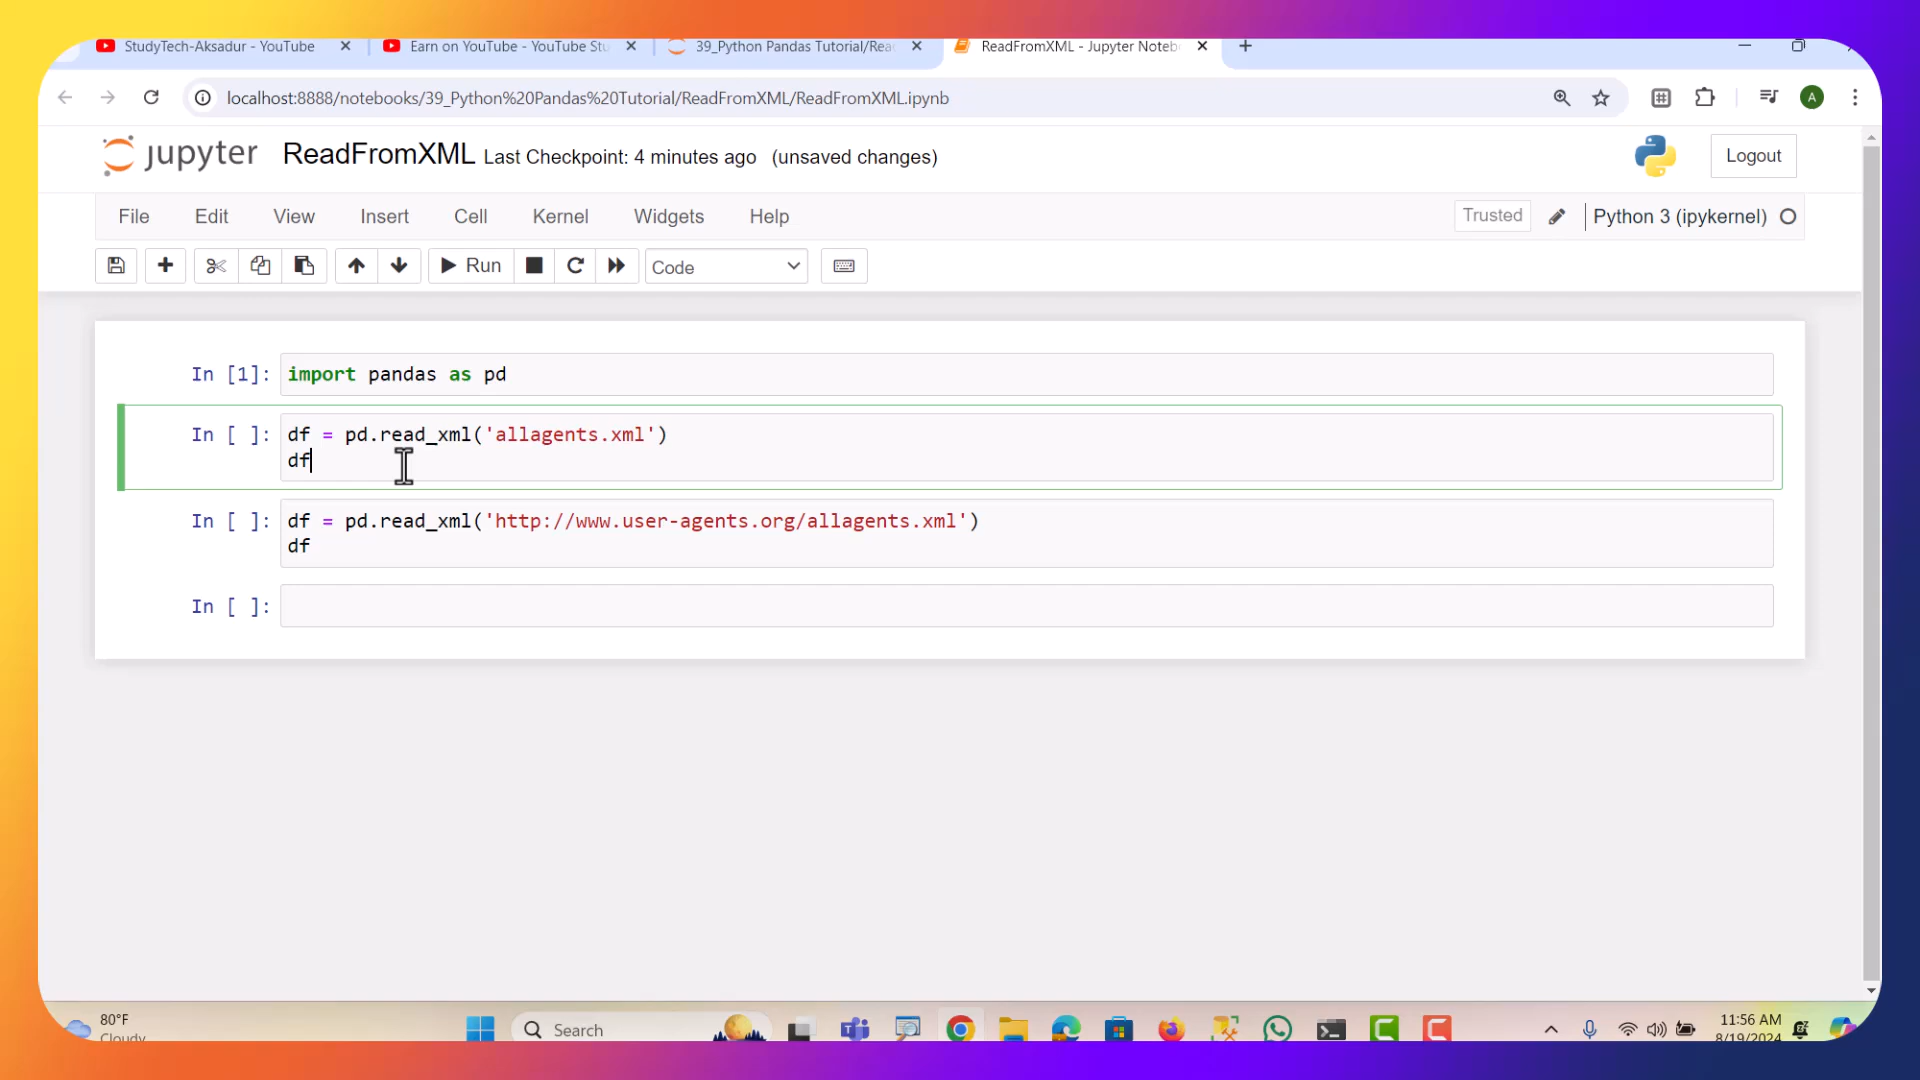 StudyTech-Aksadur - YouTube
Earn on YouTube - YouTube Stu
39_Python Pandas Tutorial/Rea
ReadFromXML - Jupyter Noteb
localhost:8888/notebooks/39_Python%20Pandas%20Tutorial/ReadFromXML/ReadFromXML.ipynb
A
jupyter ReadFromXML Last Checkpoint: 4 minutes ago (unsaved changes)
Logout
File Edit View Insert Cell Kernel Widgets Help
Trusted
Python 3 (ipykernel)
Run
Code
In [1]: import pandas as pd
In [ ]: df = pd.read_xml('allagents.xml')
df
In [ ]: df = pd.read_xml('http://www.user-agents.org/allagents.xml')
df
In [ ]:
80°F
Cloudy
Search
11:56 AM
8/19/2024